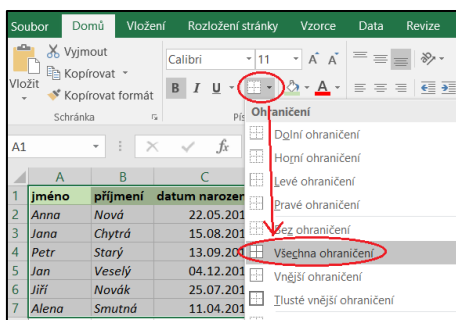 Soubor Domů Vložení Rozložení stránky Vzorce Data Revize
Vyjmout
Kopírovat
Kopírovat formát
Vložit
Schránka
Calibri 11 A A
B I U A
Ohraničení
Dolní ohraničení
Horní ohraničení
Levé ohraničení
Pravé ohraničení
Bez ohraničení
Všechna ohraničení
Vnější ohraničení
Tlusté vnější ohraničení
A1 fx
A B C
1 jméno příjmení datum narozen
2 Anna Nová 22.05.201
3 Jana Chytrá 15.08.201
4 Petr Starý 13.09.201
5 Jan Veselý 04.12.201
6 Jiří Novák 25.07.201
7 Alena Smutná 11.04.201